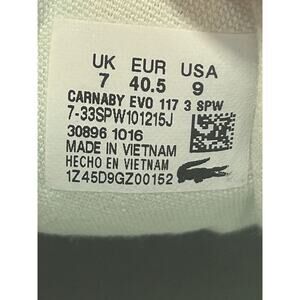 UK EUR USA
7 40.5 9
CARNABY EVO 117 3 SPW
7-33SPW101215J
30896 1016
MADE IN VIETNAM
HECHO EN VIETNAM
1Z45D9GZ00152